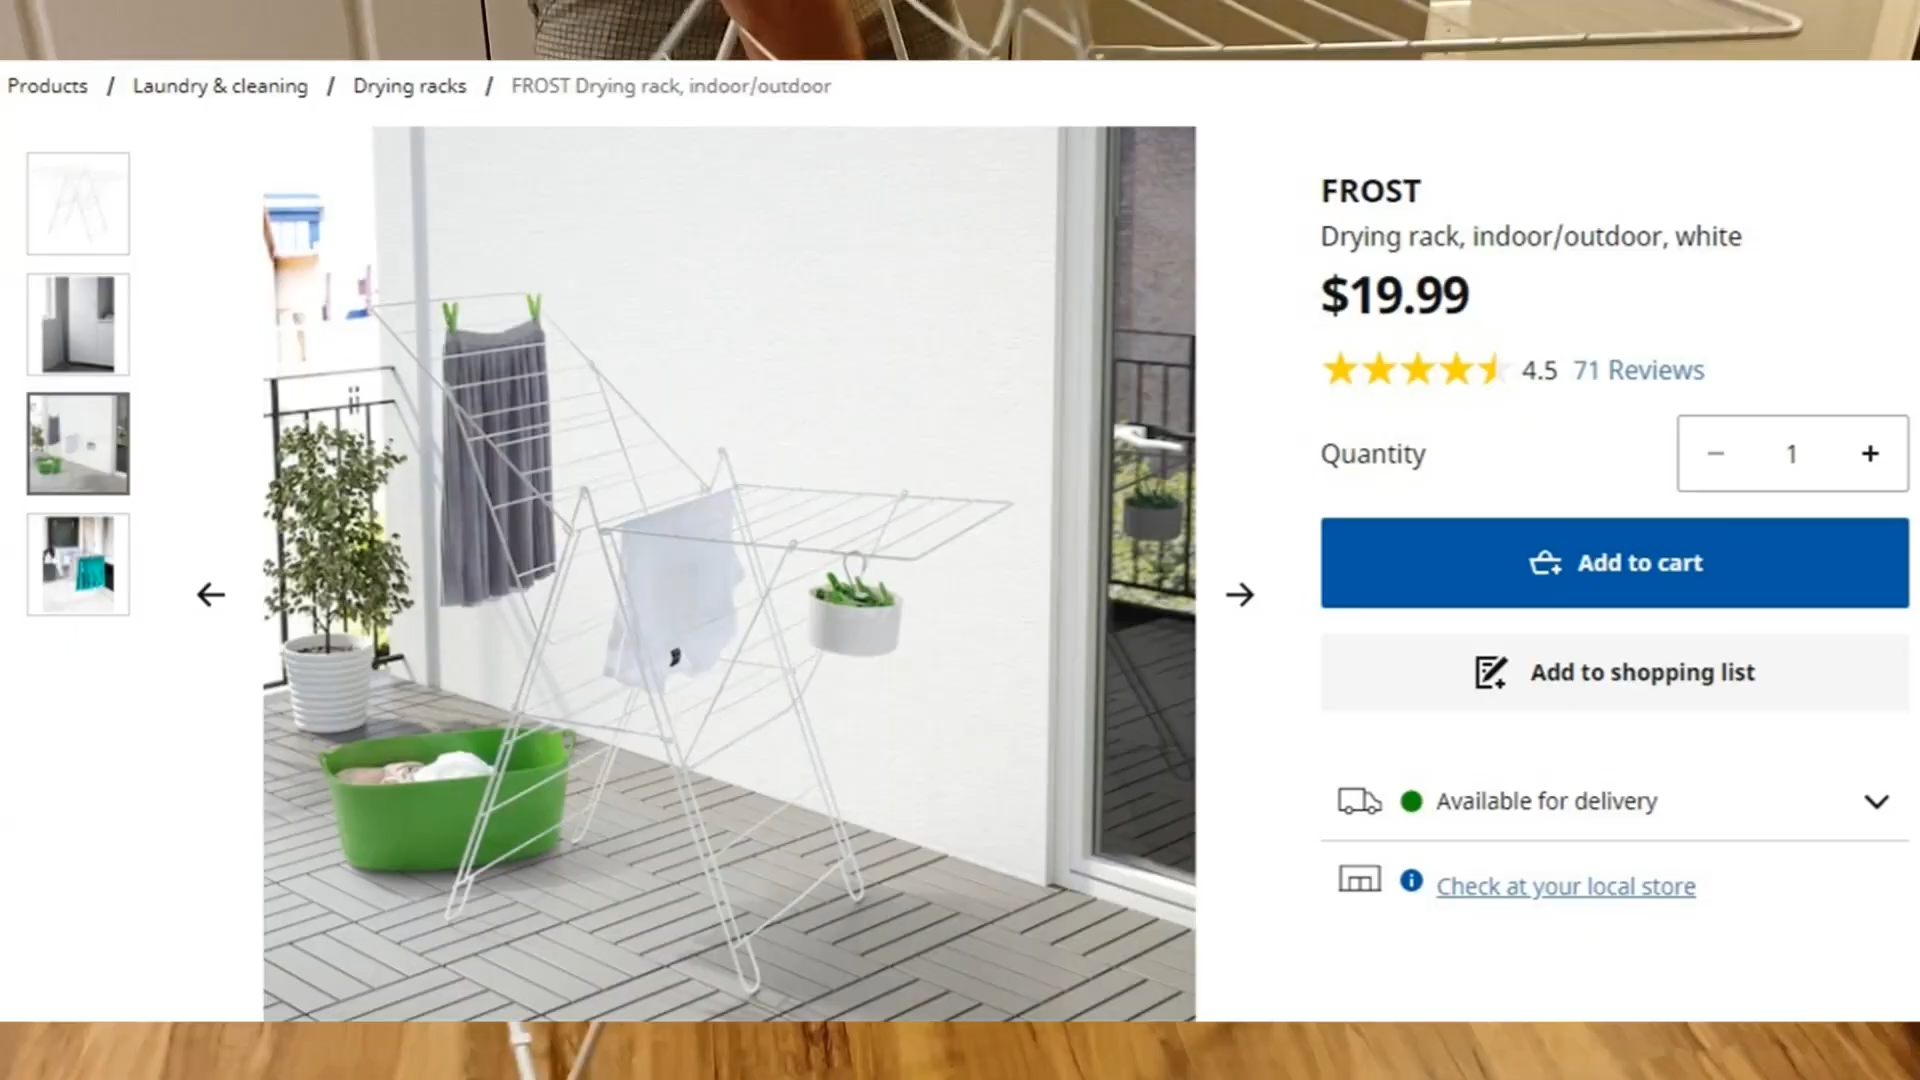 Products / Laundry & cleaning / Drying racks / FROST Drying rack, indoor/outdoor
FROST
Drying rack, indoor/outdoor, white
$19.99
4.5 71 Reviews
Quantity
1
Add to cart
Add to shopping list
Available for delivery
Check at your local store